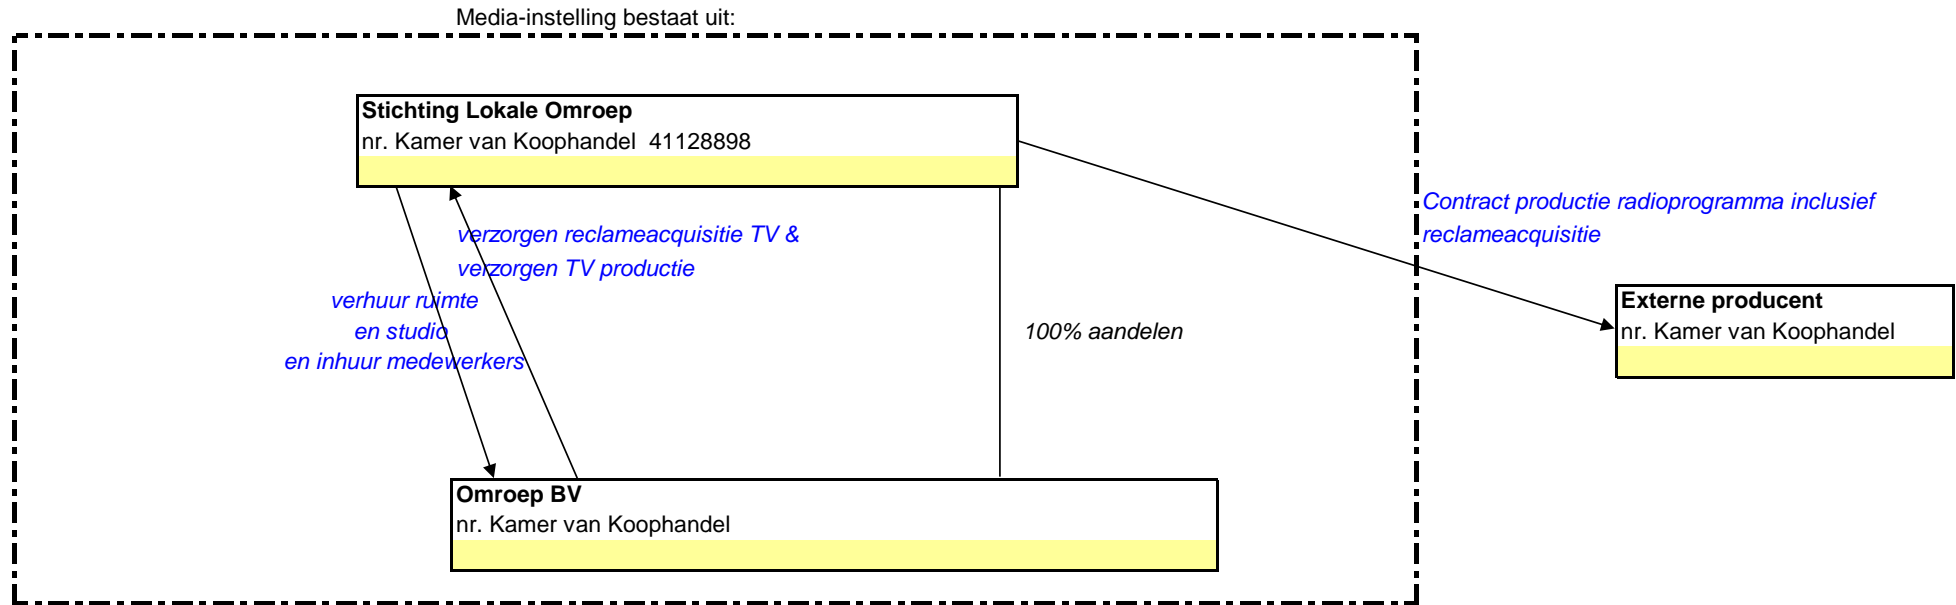 Media-instelling bestaat uit:
Stichting Lokale Omroep
nr. Kamer van Koophandel  41128898
Contract productie radioprogramma inclusief
reclameacquisitie
verzorgen reclameacquisitie TV &
verzorgen TV productie
verhuur ruimte
en studio
en inhuur medewerkers
100% aandelen
Externe producent
nr. Kamer van Koophandel
Omroep BV
nr. Kamer van Koophandel